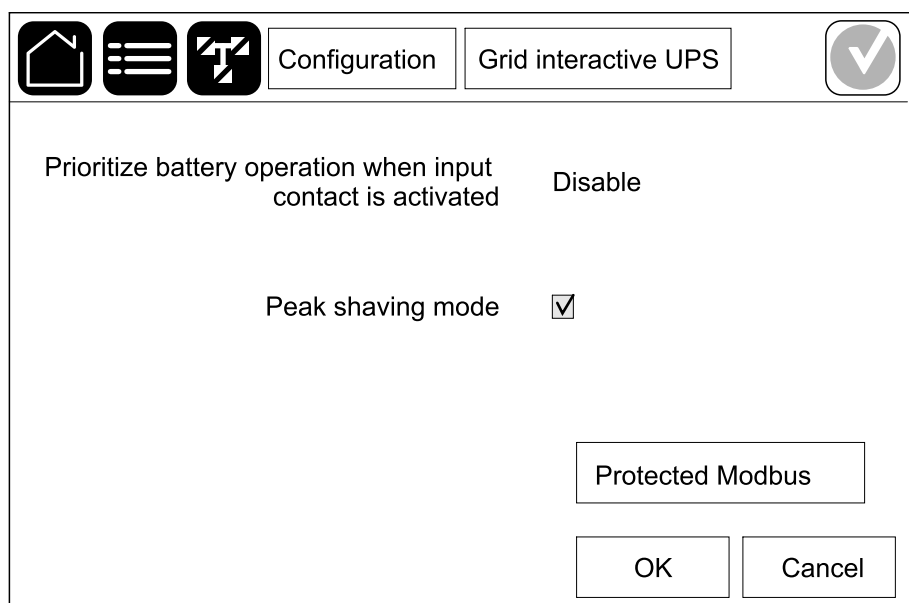 Configuration
Grid interactive UPS
Prioritize battery operation when input
contact is activated
Disable
Peak shaving mode
Protected Modbus
OK
Cancel